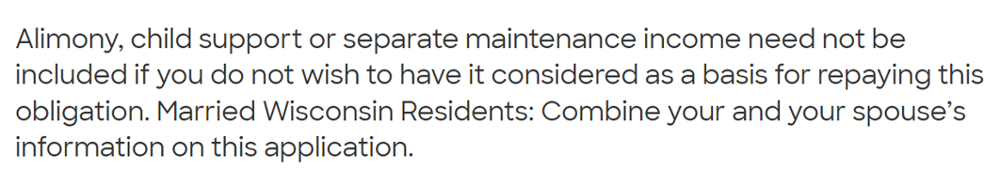 Alimony, child support or separate maintenance income need not be
included if you do not wish to have it considered as a basis for repaying this
obligation. Married Wisconsin Residents: Combine your and your spouse’s
information on this application.